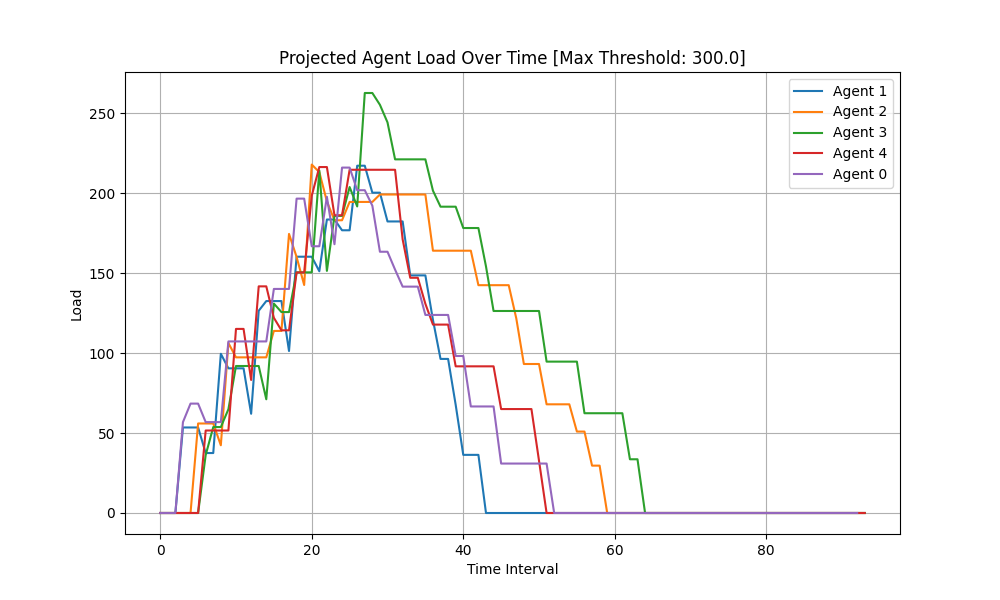 Projected Agent Load Over Time [Max Threshold: 300.0]
Agent 1
Agent 2
Agent 3
Agent 4
Agent 0
250
200
150
100
50
0
Load
0 20 40 60 80
Time Interval